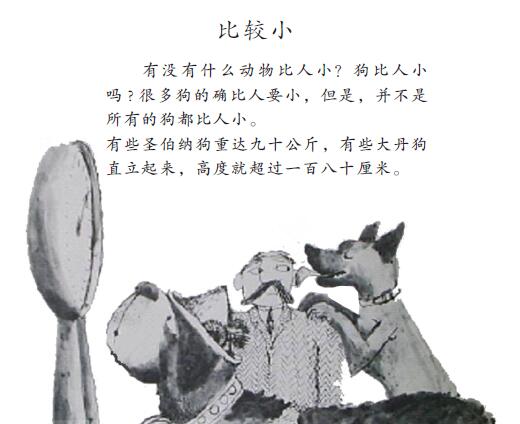 比较小
有没有什么动物比人小？狗比人小
吗？很多狗的确比人要小，但是，并不是
所有的狗都比人小。
有些圣伯纳狗重达九十公斤，有些大丹狗
直立起来，高度就超过一百八十厘米。